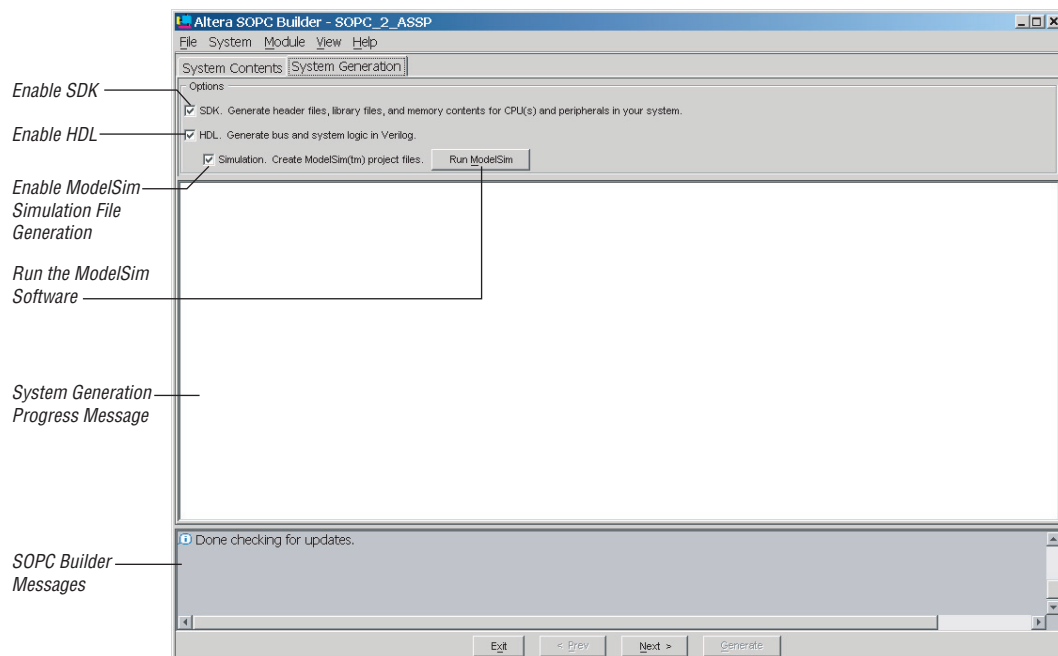 Altera SOPC Builder - SOPC_2_ASSP
File System Module View Help
System Contents System Generation
Options
Enable SDK
SDK. Generate header files, library files, and memory contents for CPU(s) and peripherals in your system.
Enable HDL
HDL. Generate bus and system logic in Verilog.
Simulation. Create ModelSim(tm) project files. Run ModelSim
Enable ModelSim
Simulation File
Generation
Run the ModelSim
Software
System Generation
Progress Message
Done checking for updates.
SOPC Builder
Messages
Exit < Prev Next > Generate